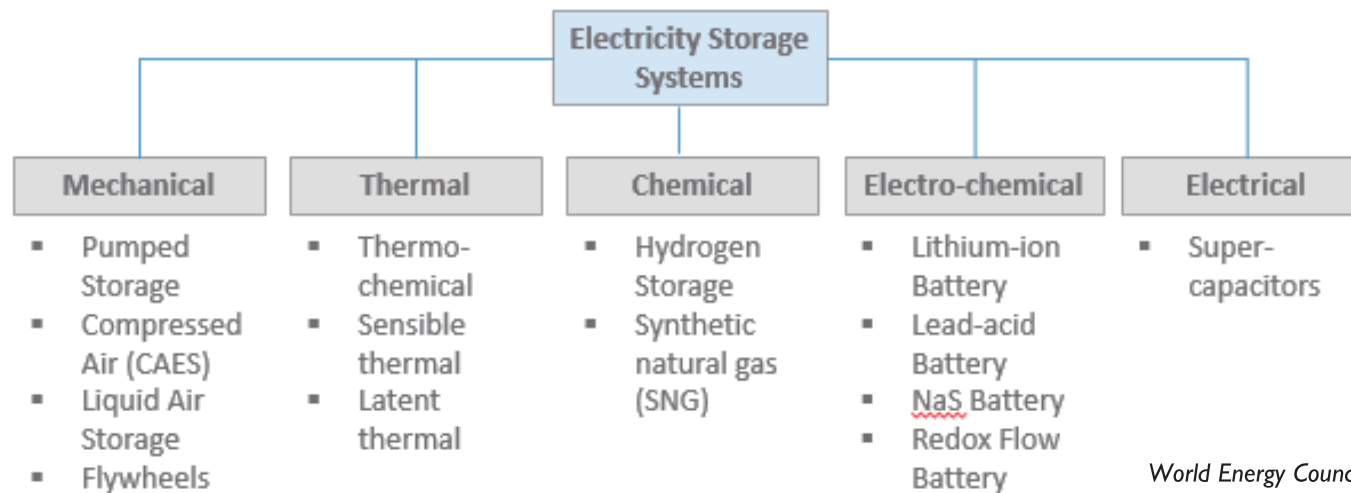 Electricity Storage
Systems
Mechanical
▪ Pumped
Storage
▪ Compressed
Air (CAES)
▪ Liquid Air
Storage
▪ Flywheels
Thermal
▪ Thermo-
chemical
▪ Sensible
thermal
▪ Latent
thermal
Chemical
▪ Hydrogen
Storage
▪ Synthetic
natural gas
(SNG)
Electro-chemical
▪ Lithium-ion
Battery
▪ Lead-acid
Battery
▪ NaS Battery
▪ Redox Flow
Battery
Electrical
▪ Super-
capacitors
World Energy Counc